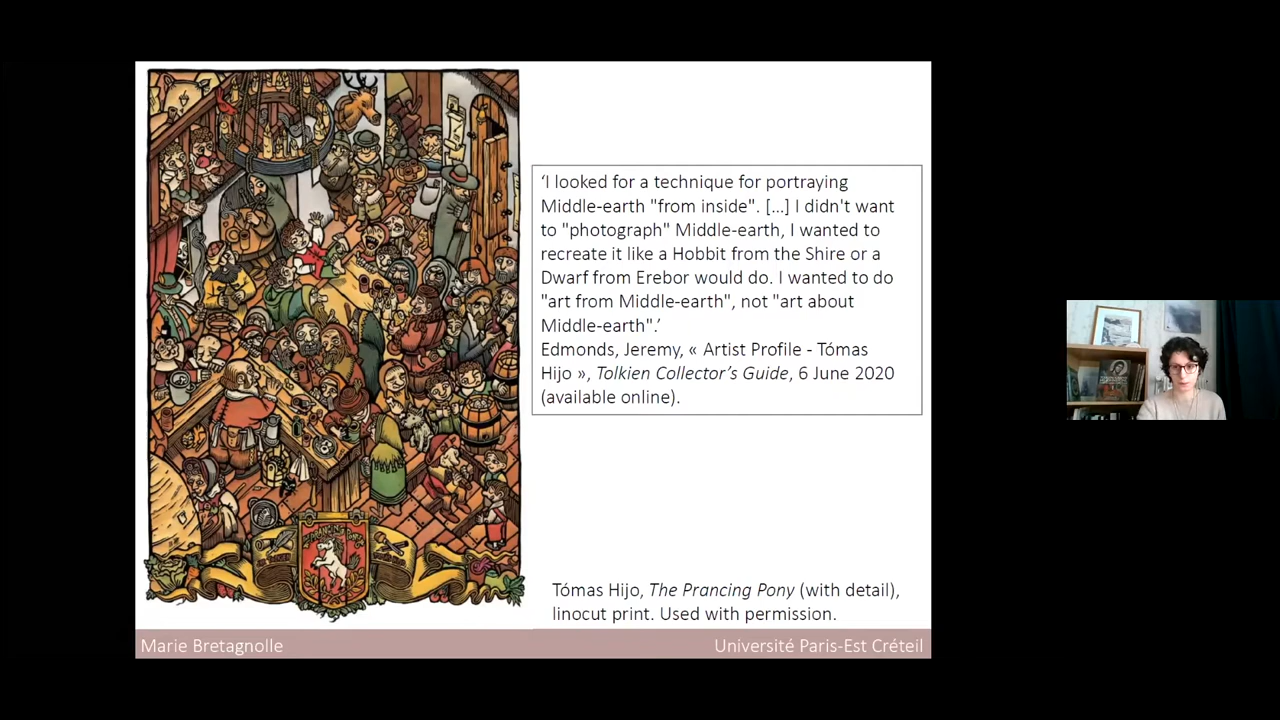 ‘I looked for a technique for portraying
Middle-earth "from inside". […] I didn't want
to "photograph" Middle-earth, I wanted to
recreate it like a Hobbit from the Shire or a
Dwarf from Erebor would do. I wanted to do
"art from Middle-earth", not "art about
Middle-earth".’
Edmonds, Jeremy, « Artist Profile - Tómas
Hijo », Tolkien Collector’s Guide, 6 June 2020
(available online).
Tómas Hijo, The Prancing Pony (with detail),
linocut print. Used with permission.
Marie Bretagnolle
Université Paris-Est Créteil